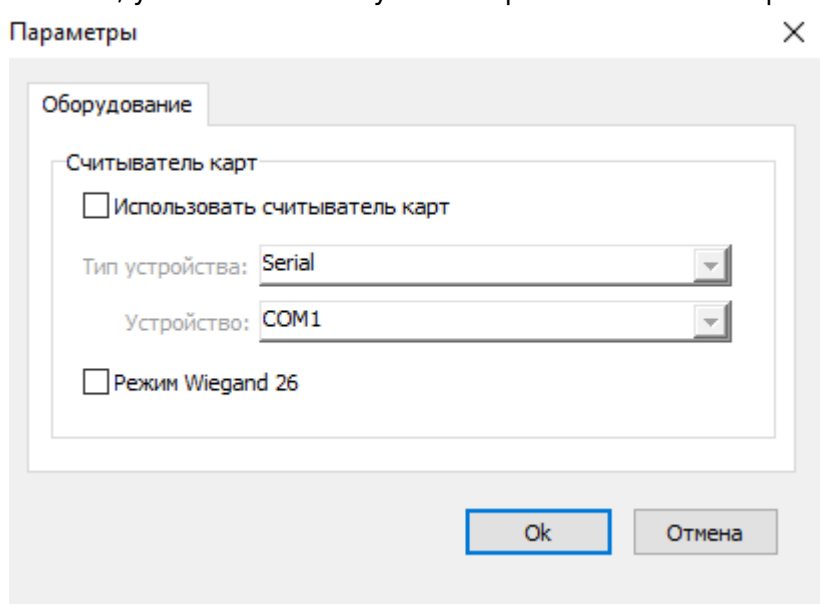 Параметры
Оборудование
Считыватель карт
Использовать считыватель карт
Тип устройства: Serial
Устройство: COM1
Режим Wiegand 26
Ok Отмена